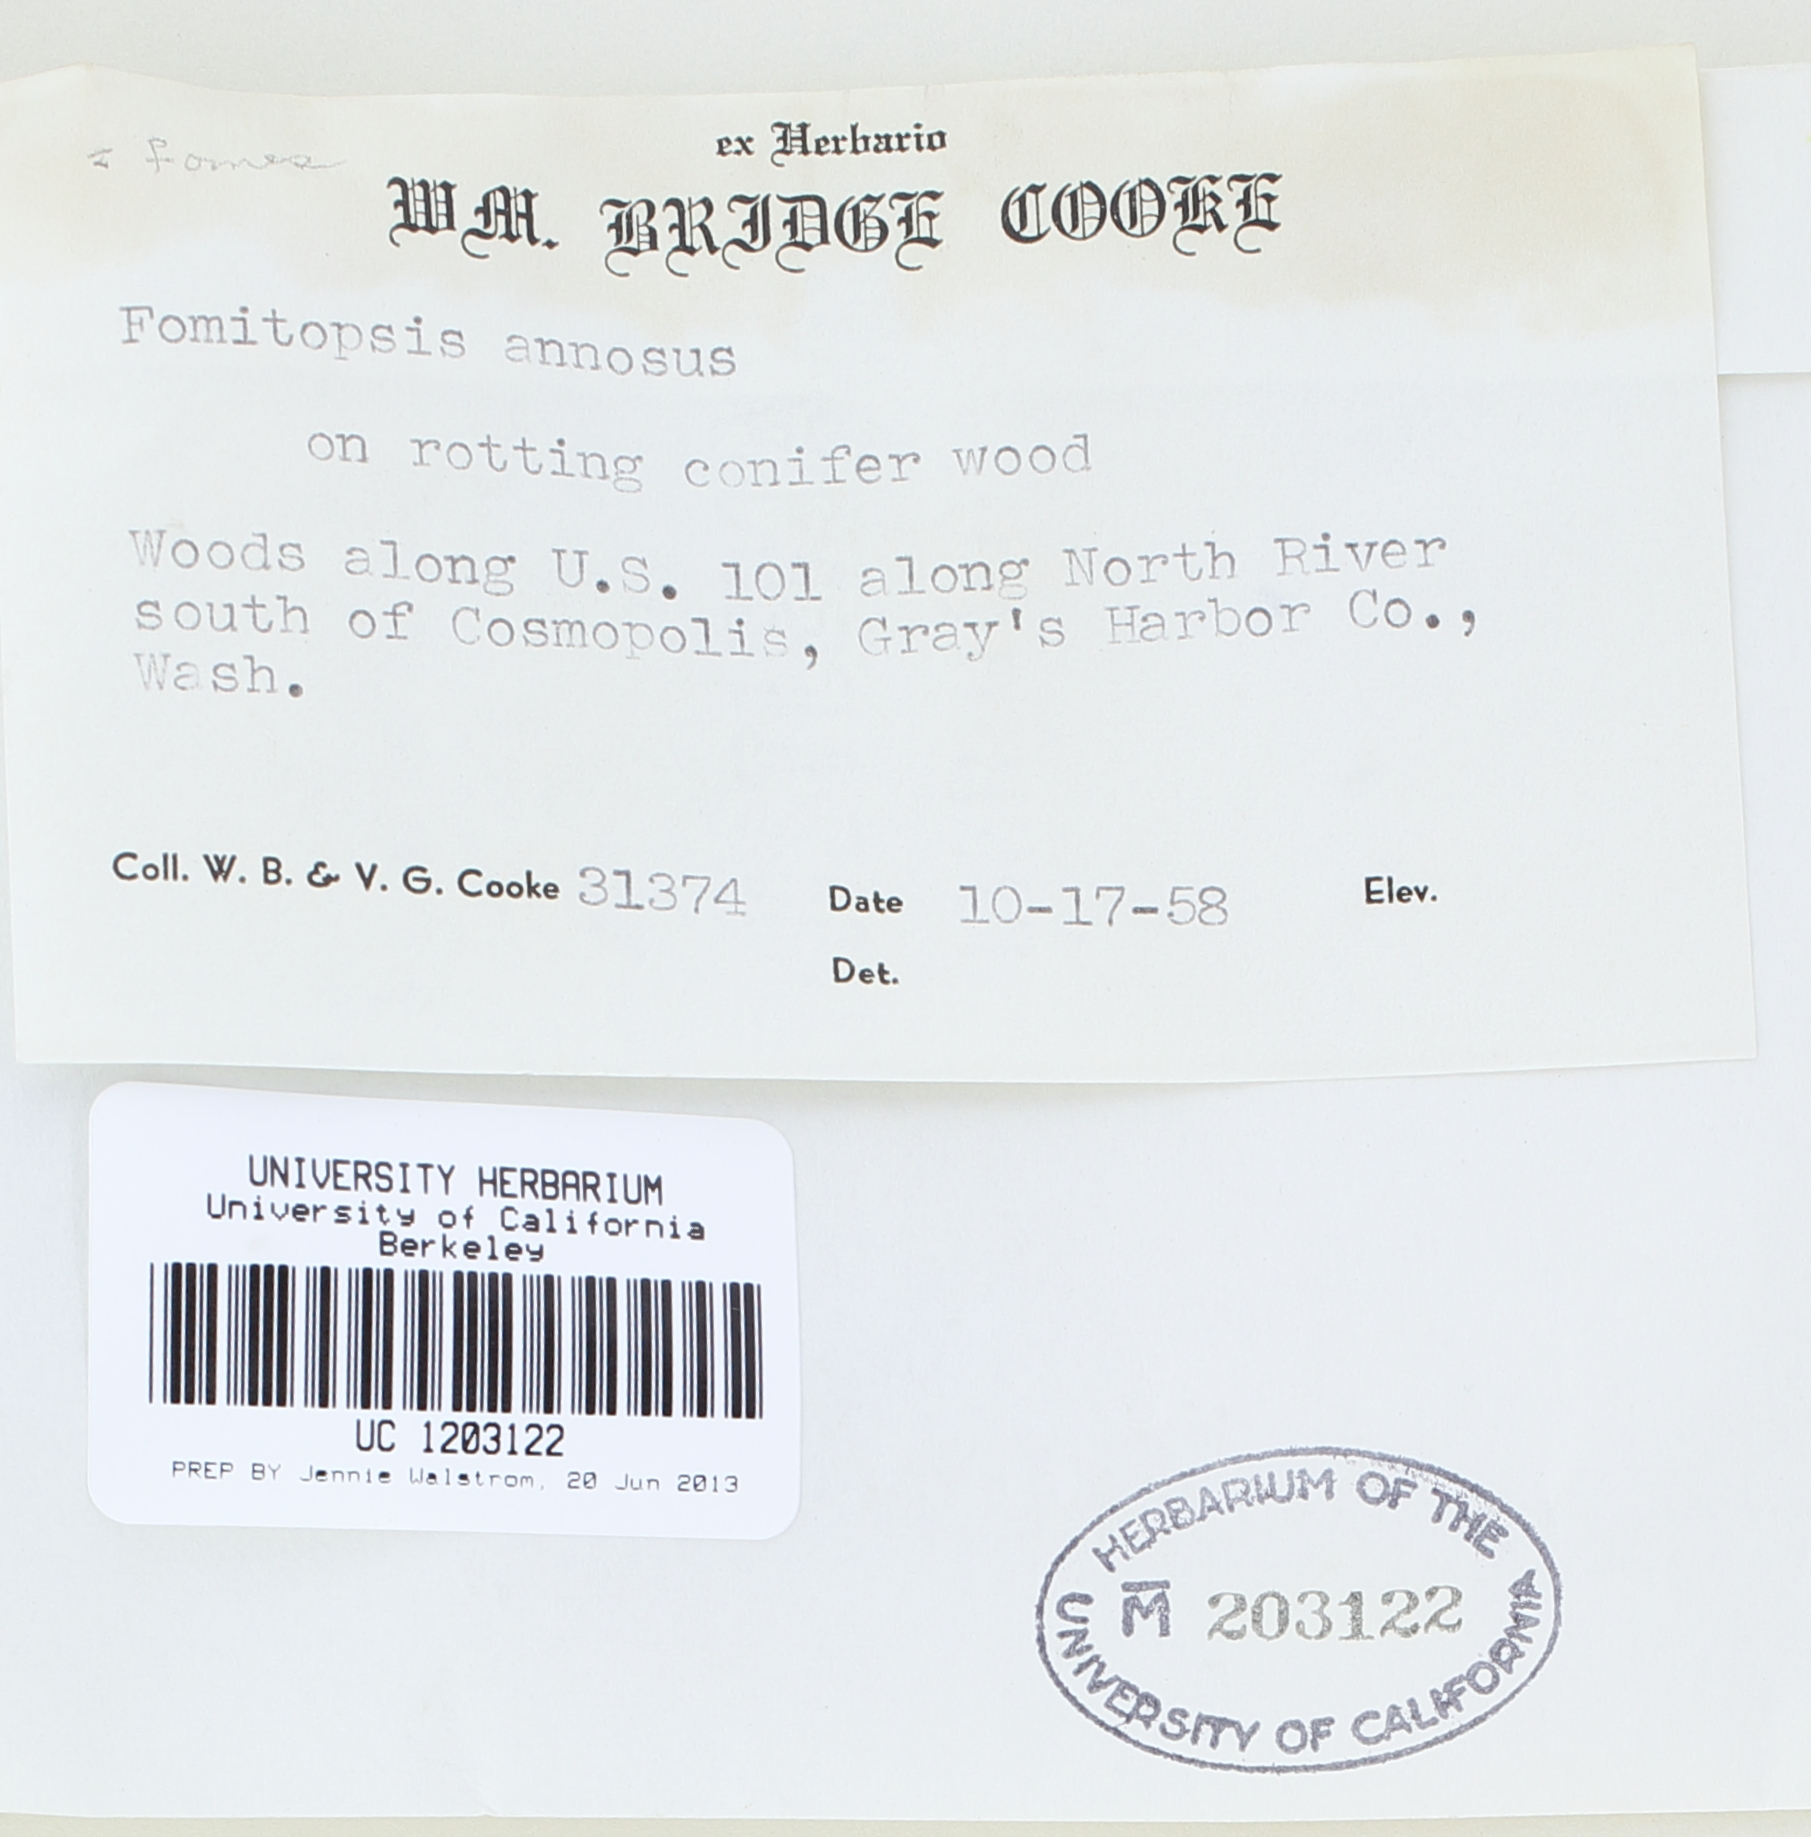 = fomes
ex Herbario
WM. BRIDGE COOKE
Fomitopsis annosus
on rotting conifer wood
Woods along U.S. 101 along North River
south of Cosmopolis, Gray's Harbor Co.,
Wash.
Coll. W. B. & V. G. Cooke 31374 Date 10-17-58 Elev.
Det.
UNIVERSITY HERBARIUM
University of California
Berkeley
UC 1203122
PREP BY Jennie Walstrom, 20 Jun 2013
HERBARIUM OF THE
M̅ 203122
UNIVERSITY OF CALIFORNIA